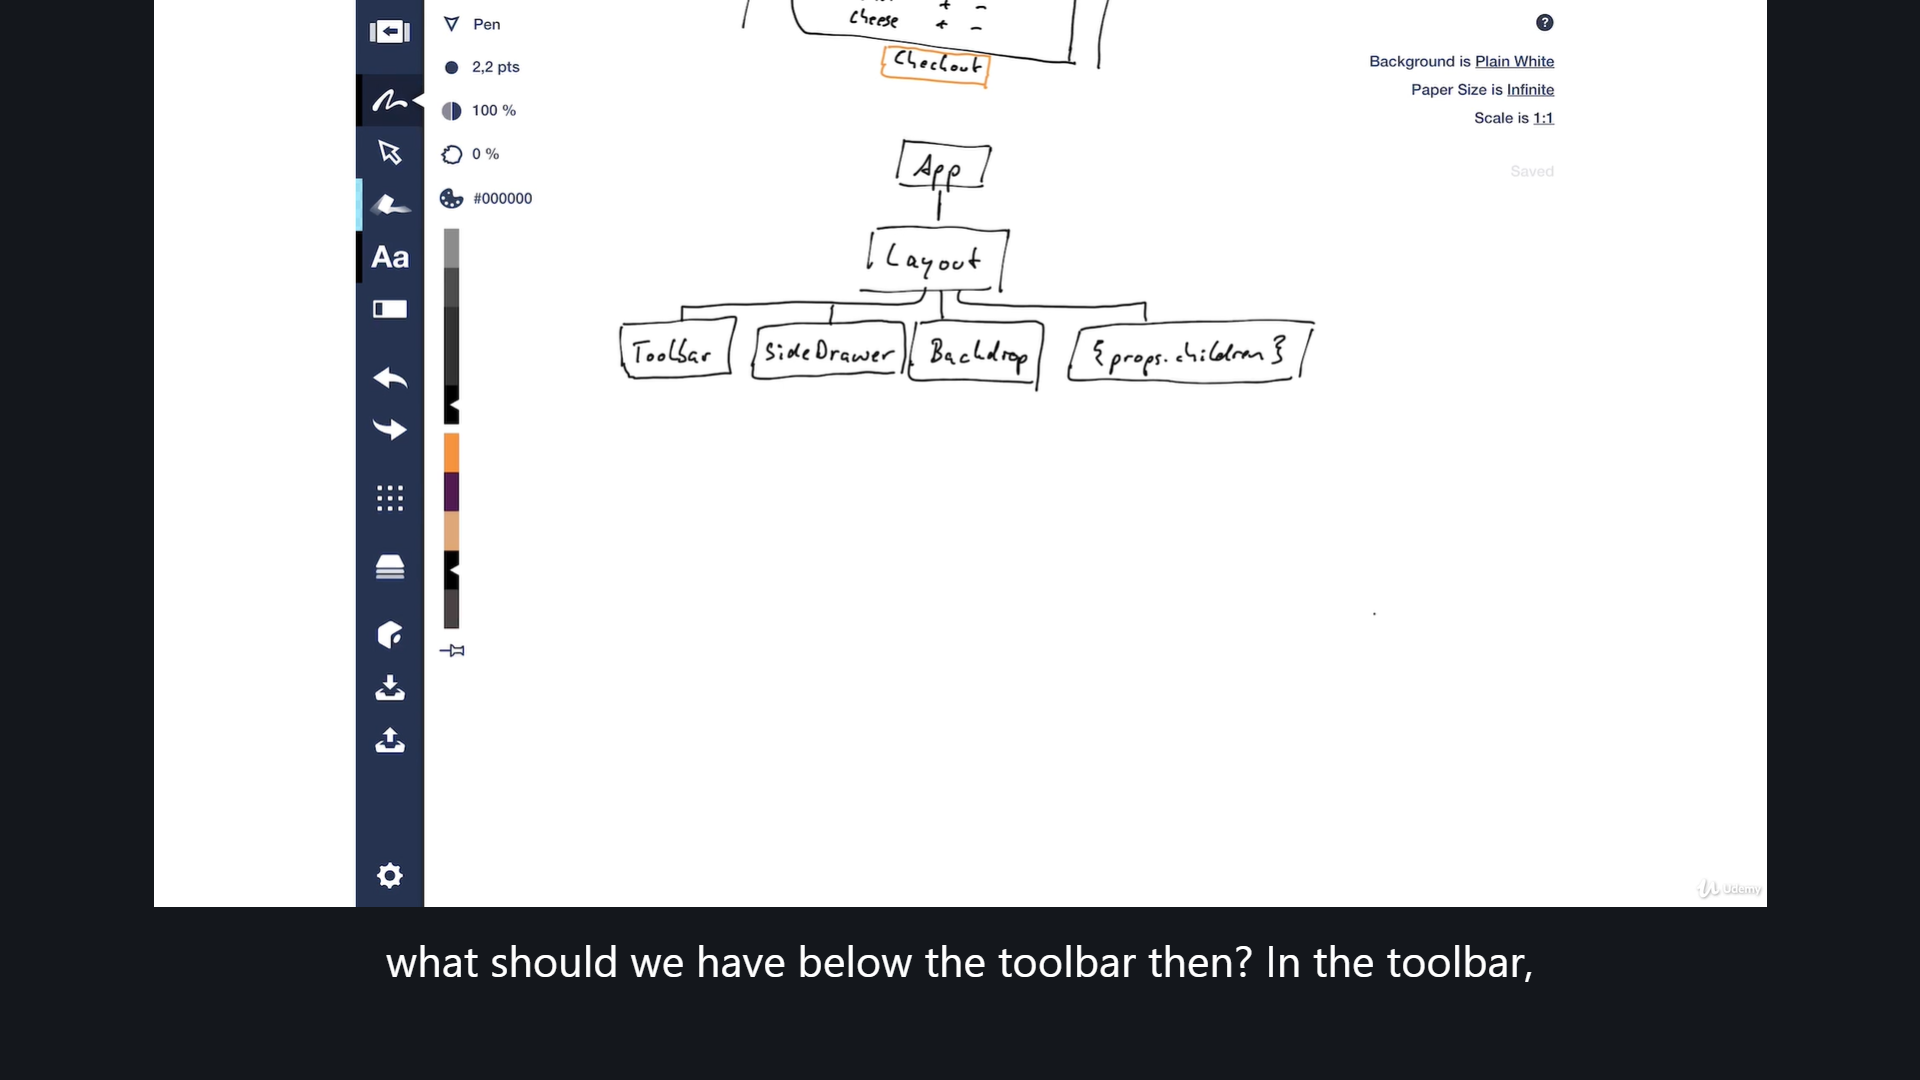 Pen
2,2 pts
100 %
0 %
#000000
Aa
cheese + -
Checkout
App
Layout
Toolbar SideDrawer Backdrop {props.children}
Background is Plain White
Paper Size is Infinite
Scale is 1:1
Saved
Udemy
what should we have below the toolbar then? In the toolbar,